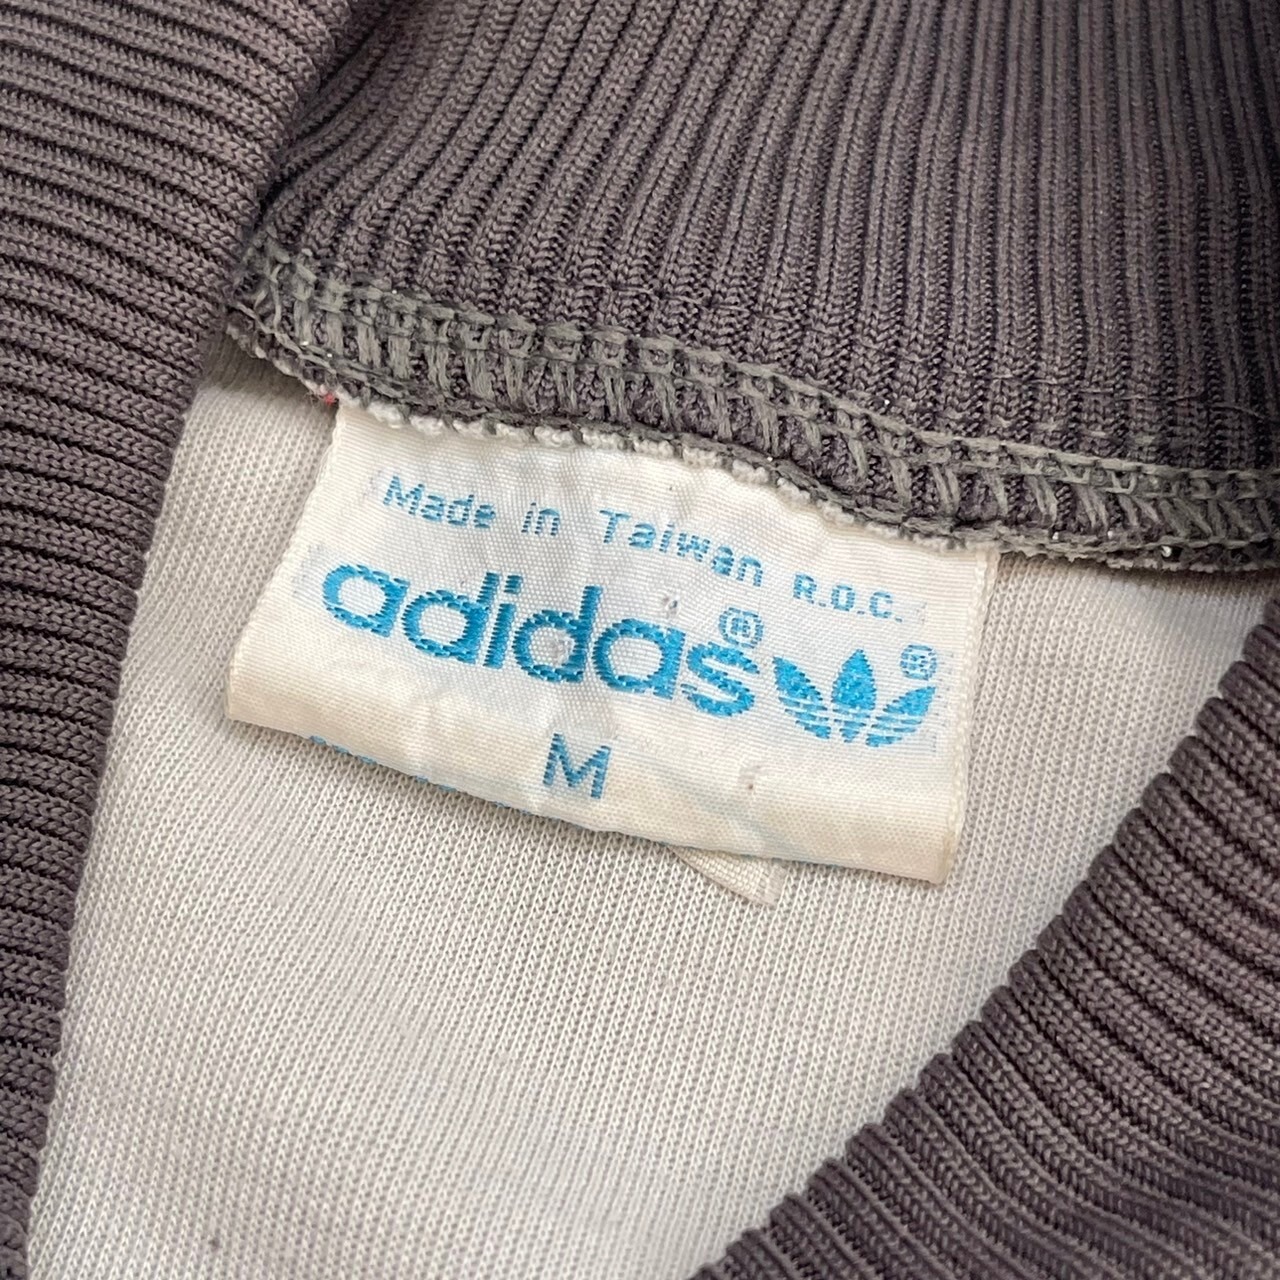 Made in Taiwan R.O.C.
adidas®
®
M